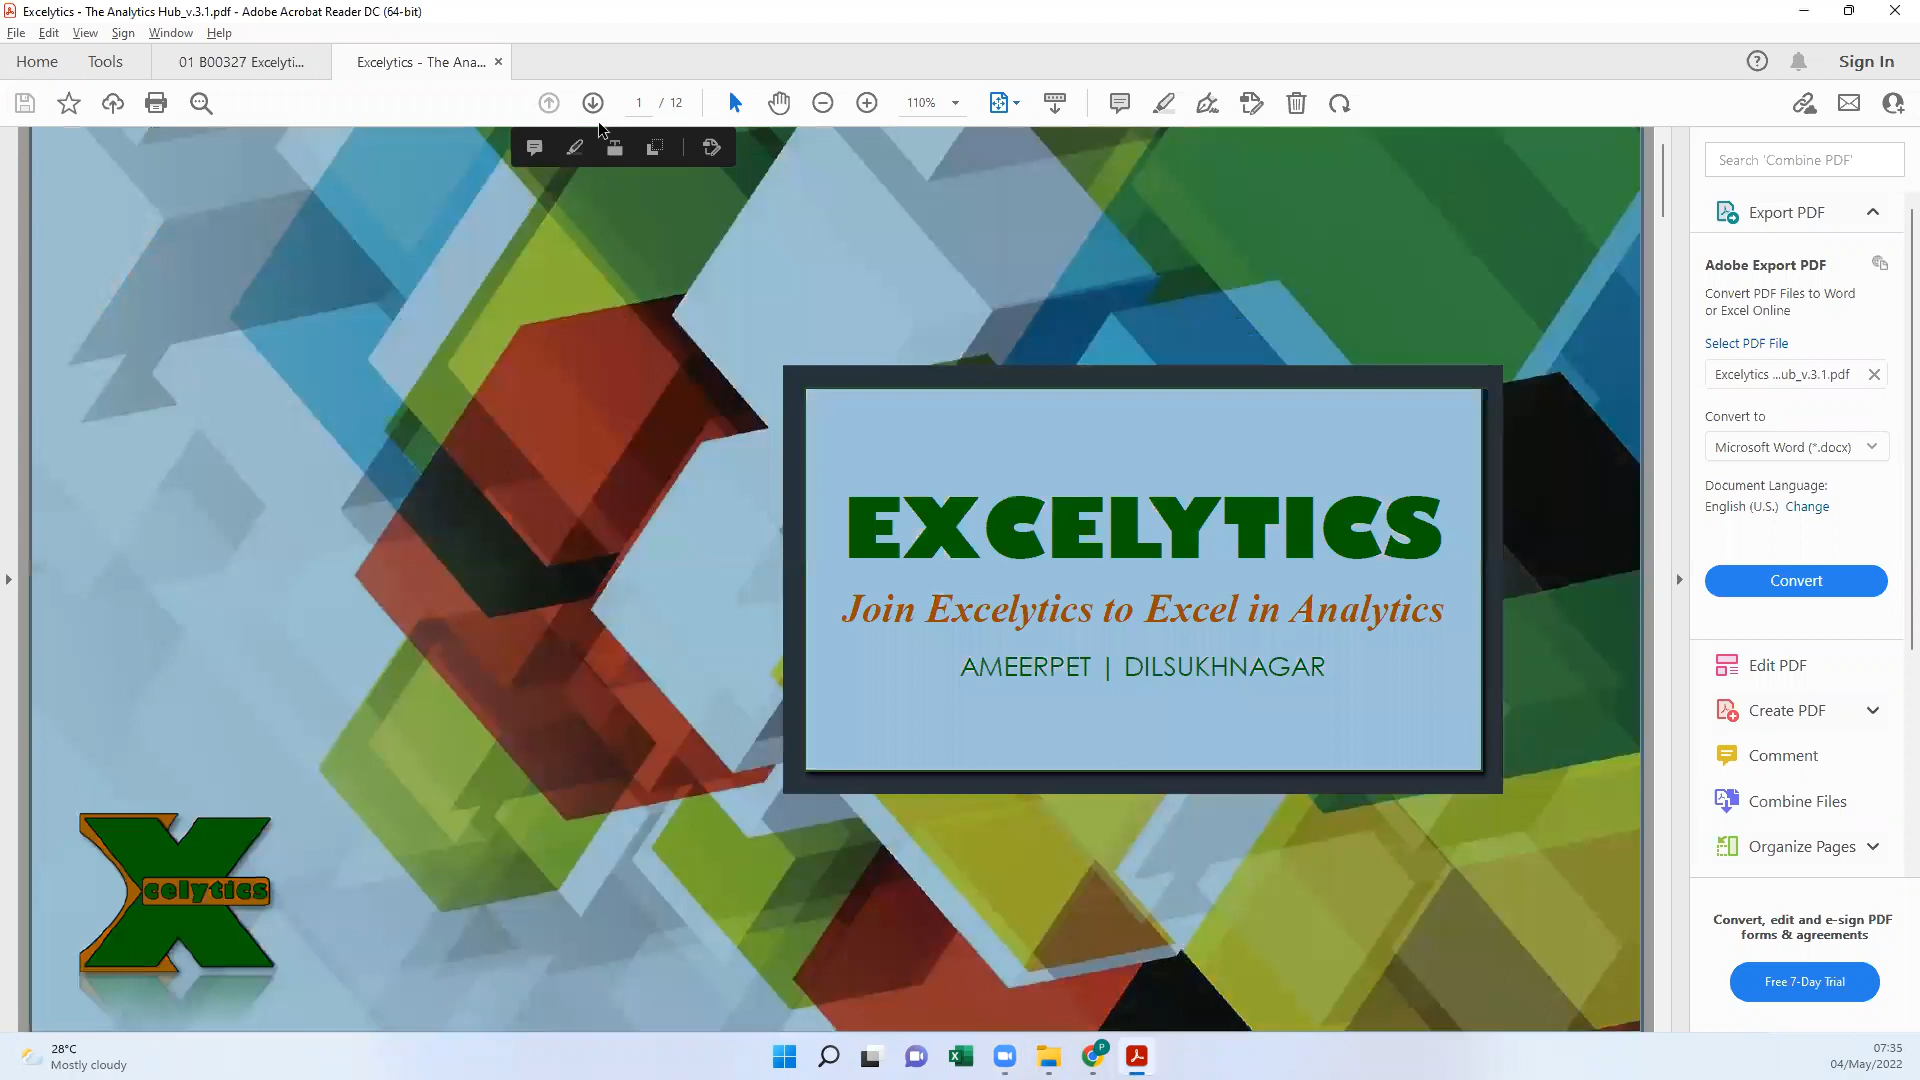 Excelytics - The Analytics Hub_v.3.1.pdf - Adobe Acrobat Reader DC (64-bit)
File Edit View Sign Window Help
Home Tools 01 B00327 Excelyti... Excelytics - The Ana... Sign In
1 / 12 110%
Search 'Combine PDF'
Export PDF
Adobe Export PDF
Convert PDF Files to Word
or Excel Online
Select PDF File
Excelytics ...ub_v.3.1.pdf
Convert to
Microsoft Word (*.docx)
Document Language:
English (U.S.) Change
Convert
Edit PDF
Create PDF
Comment
Combine Files
Organize Pages
Convert, edit and e-sign PDF
forms & agreements
Free 7-Day Trial
EXCELYTICS
Join Excelytics to Excel in Analytics
AMEERPET | DILSUKHNAGAR
Xcelytics
28°C
Mostly cloudy
P
07:35
04/May/2022